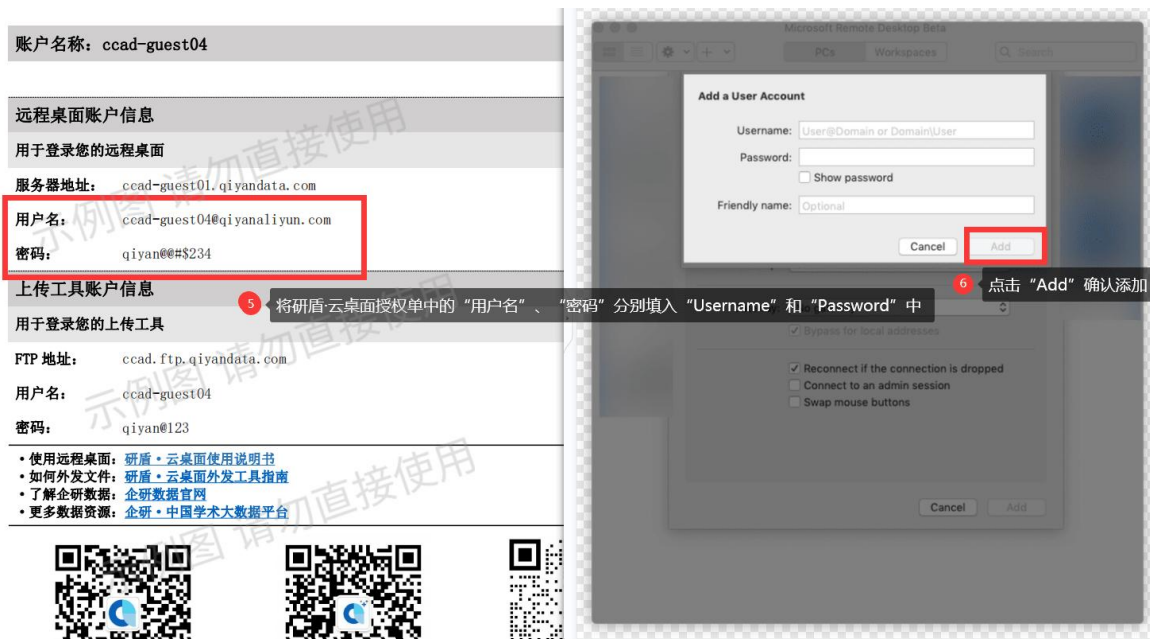 账户名称：ccad-guest04
远程桌面账户信息
用于登录您的远程桌面
服务器地址： ccad-guest01.qiyandata.com
用户名： ccad-guest04@qiyanaliyun.com
密码： qiyan@@#$234
上传工具账户信息
用于登录您的上传工具
FTP 地址： ccad.ftp.qiyandata.com
用户名： ccad-guest04
密码： qiyan@123
・使用远程桌面：研盾・云桌面使用说明书
・如何外发文件：研盾・云桌面外发工具指南
・了解企研数据：企研数据官网
・更多数据资源：企研・中国学术大数据平台
示例图 请勿直接使用
示例图 请勿直接使用
示例图 请勿直接使用
5 将研盾·云桌面授权单中的“用户名”、“密码”分别填入“Username”和“Password”中
Microsoft Remote Desktop Beta
PCs Workspaces Search
Add a User Account
Username: User@Domain or Domain\User
Password:
Show password
Friendly name: Optional
Cancel Add
6 点击“Add”确认添加
Bypass for local addresses
Reconnect if the connection is dropped
Connect to an admin session
Swap mouse buttons
Cancel Add